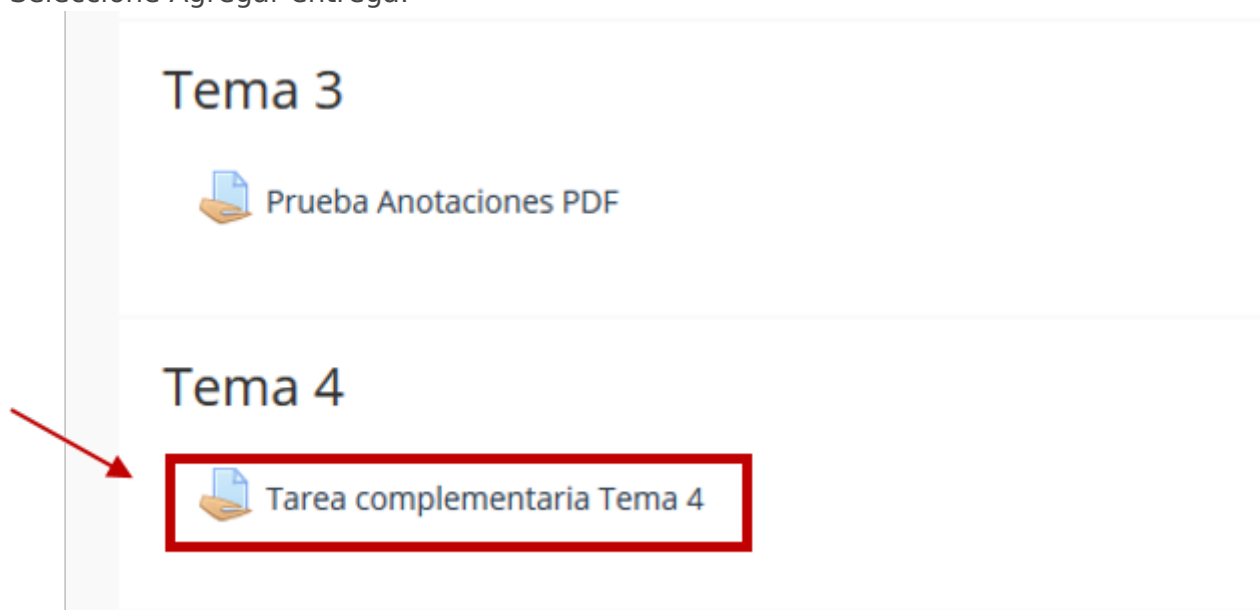 Seleccione Agregar entrega.
Tema 3
Prueba Anotaciones PDF
Tema 4
Tarea complementaria Tema 4